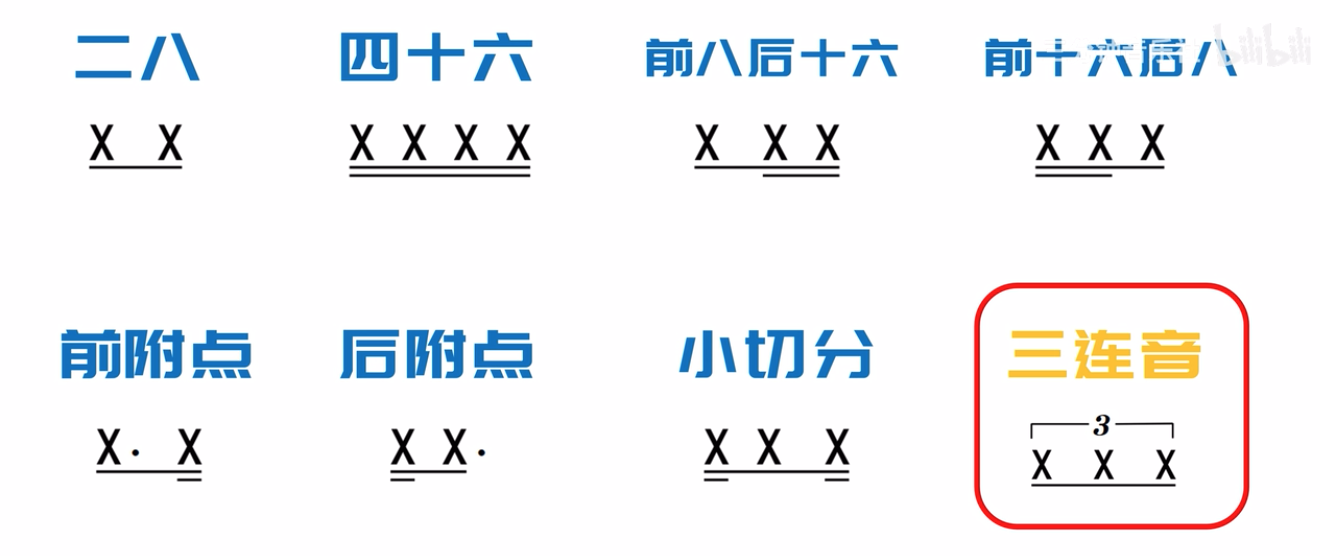 二八 四十六 前八后十六 前十六后八
bilibili
X X X X X X X X X X X X
前附点 后附点 小切分 三连音
3
X· X X X· X X X X X X